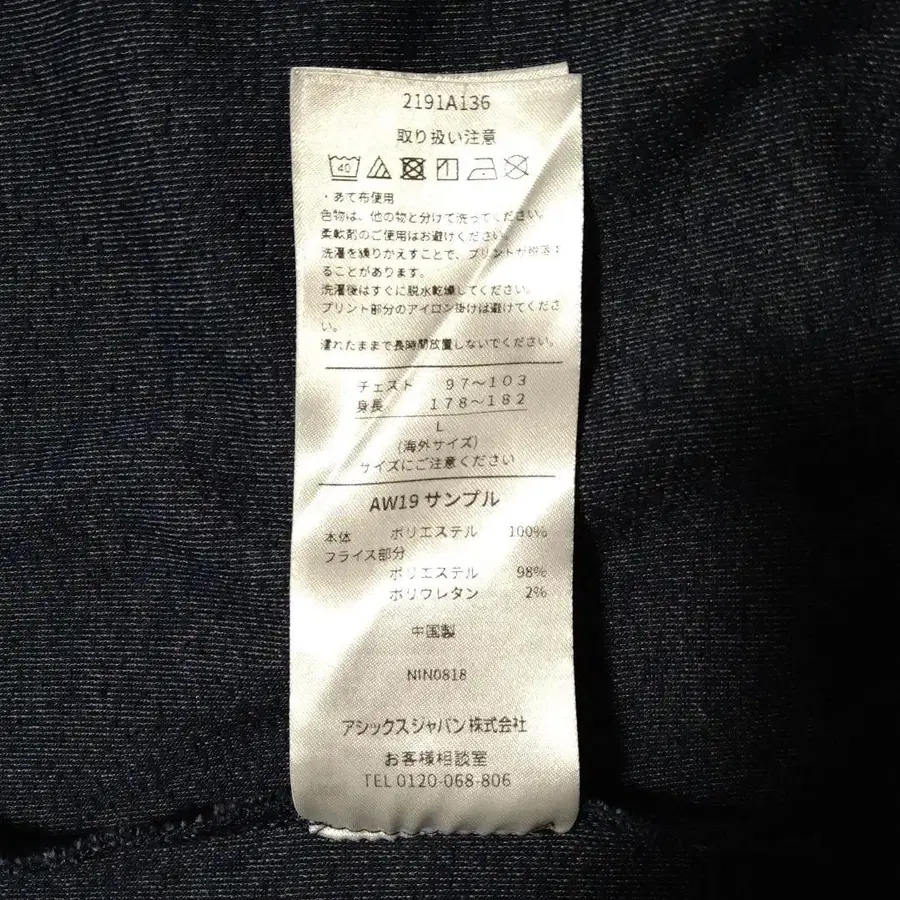 2191A136
取り扱い注意
40
・あて布使用
色物は、他の物と分けて洗ってください。
柔軟剤のご使用はお避けください。
洗濯を繰りかえすことで、プリントが脱落す
ることがあります。
洗濯後はすぐに脱水乾燥してください。
プリント部分のアイロン掛けは避けてくださ
い。
濡れたままで長時間放置しないでください。
チェスト 97～103
身長 178～182
L
(海外サイズ)
サイズにご注意ください
AW19 サンプル
本体 ポリエステル 100%
フライス部分
ポリエステル 98%
ポリウレタン 2%
中国製
NIN0818
アシックスジャパン株式会社
お客様相談室
TEL 0120-068-806